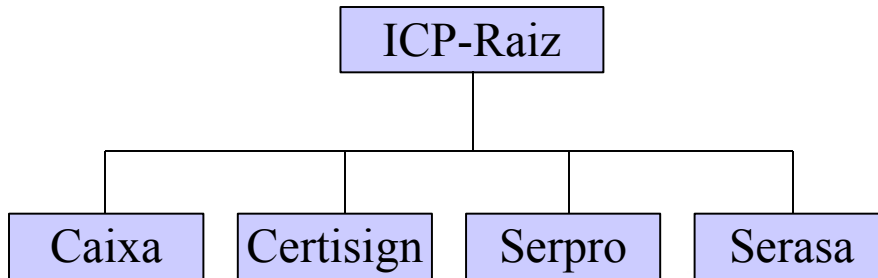 ICP-Raiz
Caixa
Certisign
Serpro
Serasa